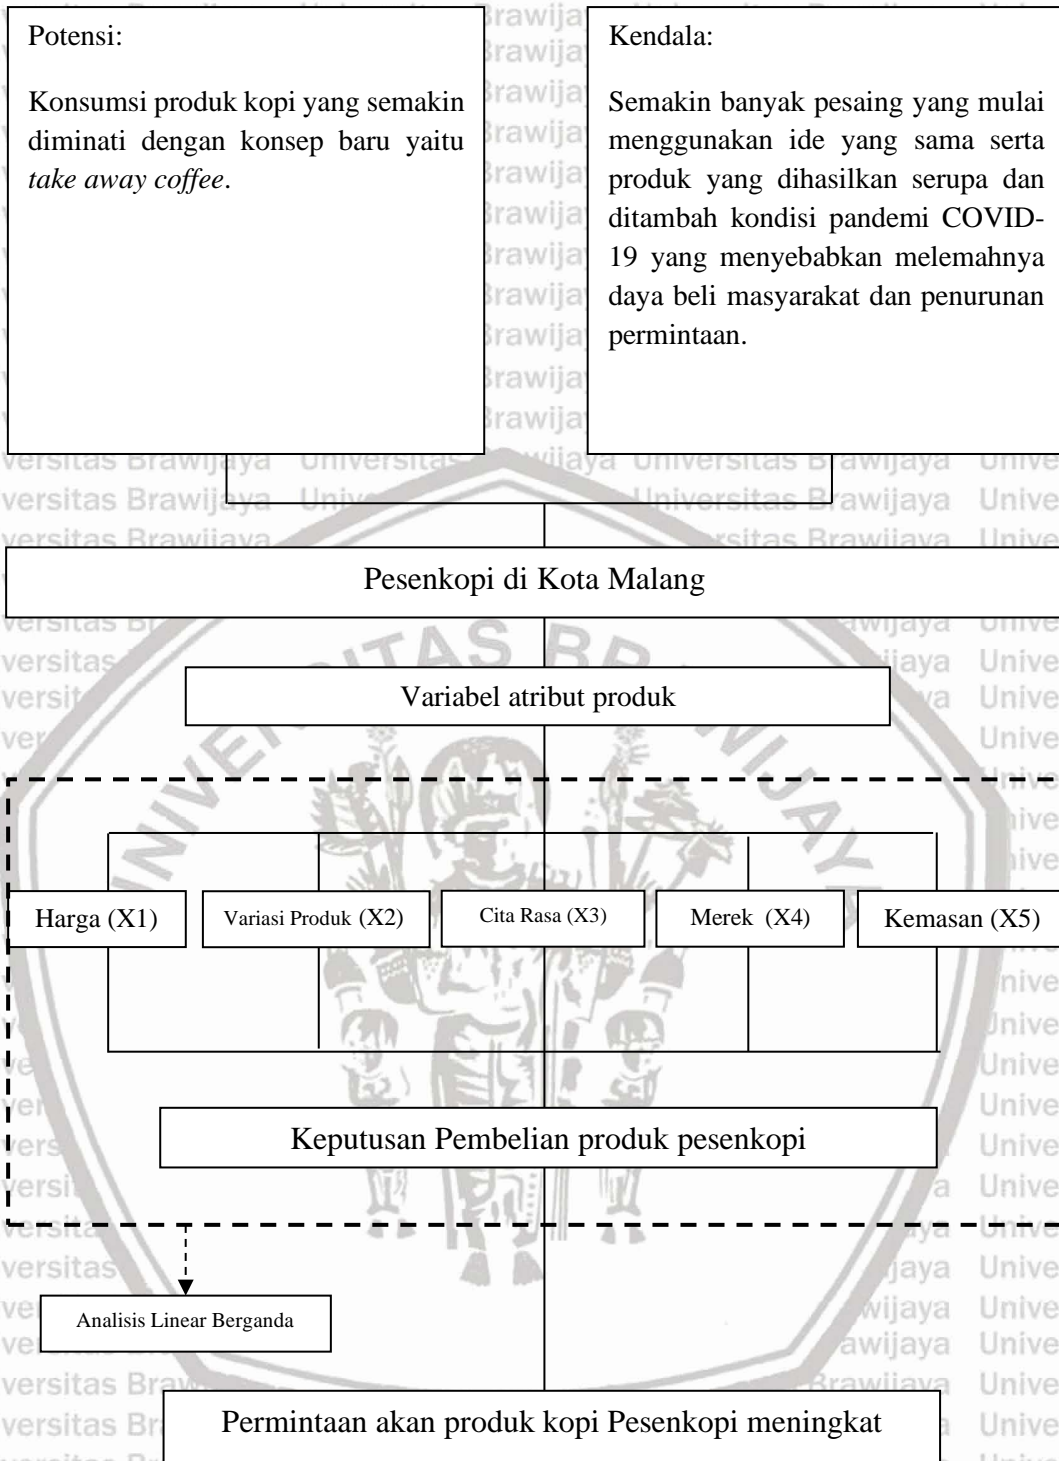 Potensi:
Konsumsi produk kopi yang semakin
diminati dengan konsep baru yaitu
take away coffee.
Kendala:
Semakin banyak pesaing yang mulai
menggunakan ide yang sama serta
produk yang dihasilkan serupa dan
ditambah kondisi pandemi COVID-
19 yang menyebabkan melemahnya
daya beli masyarakat dan penurunan
permintaan.
Pesenkopi di Kota Malang
Variabel atribut produk
Harga (X1)
Variasi Produk (X2)
Cita Rasa (X3)
Merek (X4)
Kemasan (X5)
Keputusan Pembelian produk pesenkopi
Analisis Linear Berganda
Permintaan akan produk kopi Pesenkopi meningkat